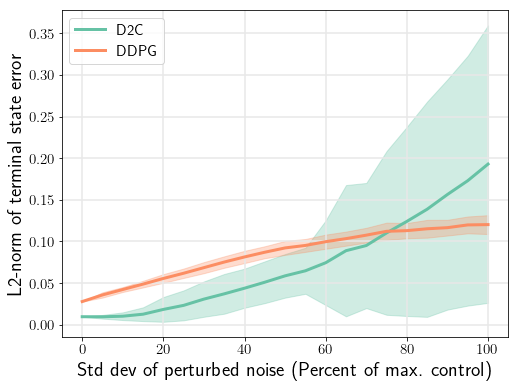 D2C
DDPG
L2-norm of terminal state error
0.35
0.30
0.25
0.20
0.15
0.10
0.05
0.00
0 20 40 60 80 100
Std dev of perturbed noise (Percent of max. control)